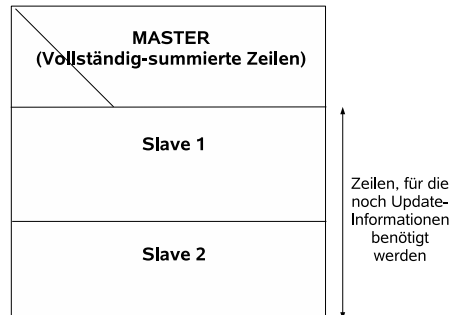 MASTER
(Vollständig-summierte Zeilen)
Slave 1
Slave 2
Zeilen, für die
noch Update-
Informationen
benötigt
werden